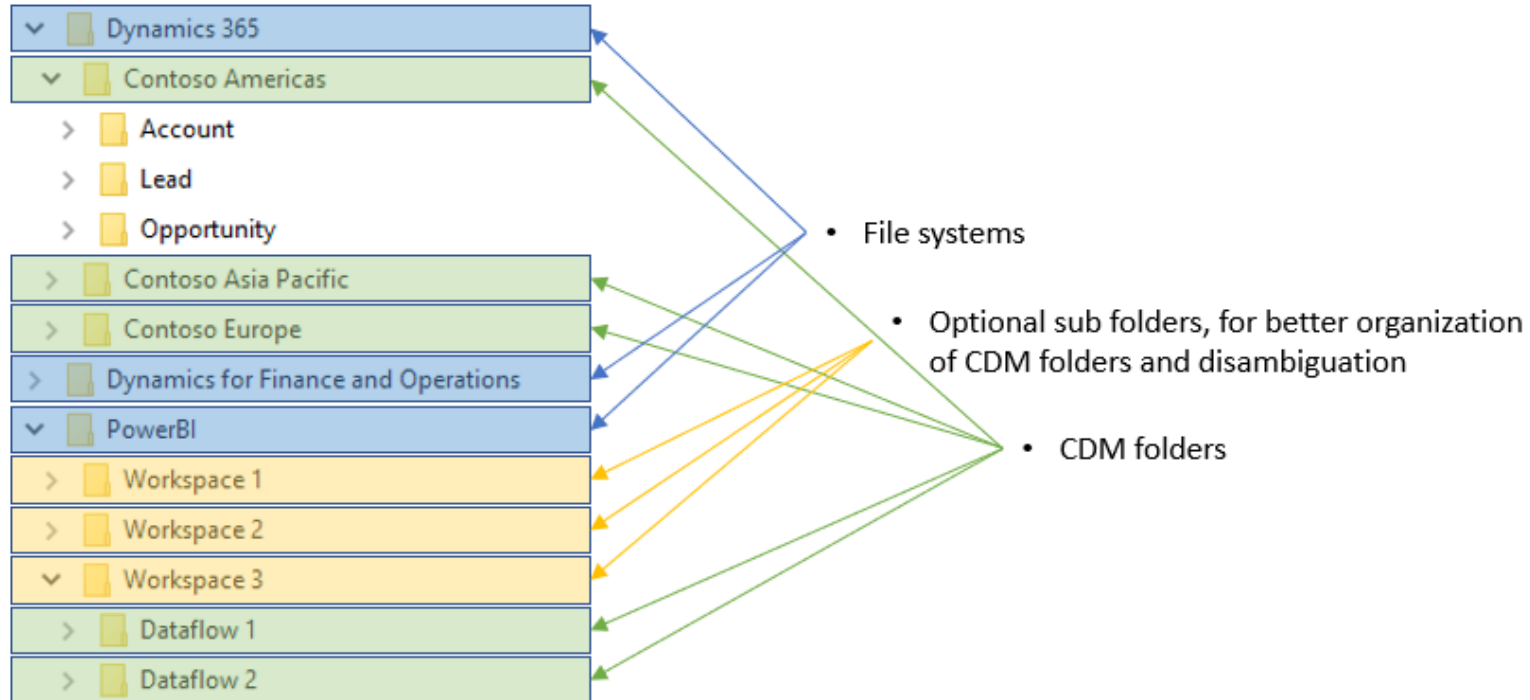 Dynamics 365
Contoso Americas
Account
Lead
Opportunity
Contoso Asia Pacific
Contoso Europe
Dynamics for Finance and Operations
PowerBI
Workspace 1
Workspace 2
Workspace 3
Dataflow 1
Dataflow 2
• File systems
• Optional sub folders, for better organization
of CDM folders and disambiguation
• CDM folders